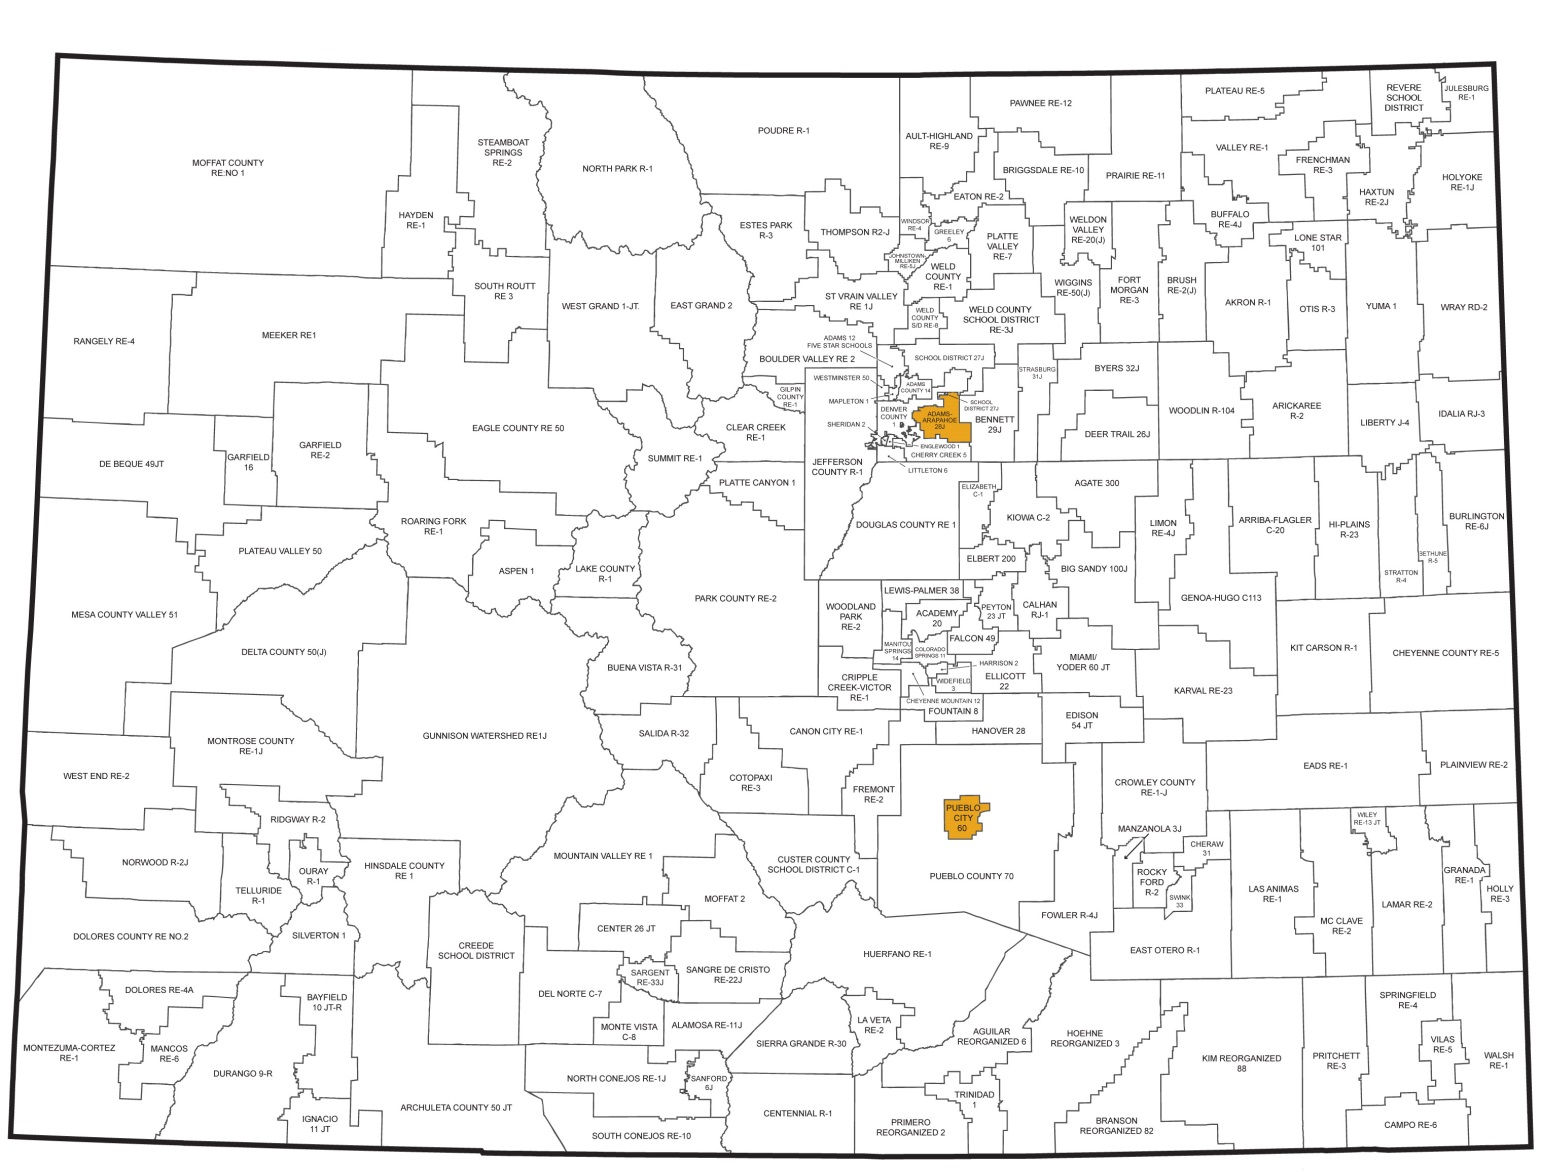 MOFFAT COUNTY
RE:NO 1
HAYDEN
RE-1
STEAMBOAT
SPRINGS
RE-2
NORTH PARK R-1
POUDRE R-1
AULT-HIGHLAND
RE-9
PAWNEE RE-12
BRIGGSDALE RE-10
PRAIRIE RE-11
PLATEAU RE-5
REVERE
SCHOOL
DISTRICT
JULESBURG
RE-1
VALLEY RE-1
FRENCHMAN
RE-3
HAXTUN
RE-2J
HOLYOKE
RE-1J
EATON RE-2
ESTES PARK
R-3
THOMPSON R2-J
WINDSOR
RE-4
GREELEY
6
PLATTE
VALLEY
RE-7
WELDON
VALLEY
RE-20(J)
BUFFALO
RE-4J
LONE STAR
101
JOHNSTOWN-
MILLIKEN
RE-5J
WELD
COUNTY
RE-1
SOUTH ROUTT
RE 3
WEST GRAND 1-JT.
EAST GRAND 2
ST VRAIN VALLEY
RE 1J
WELD
COUNTY
S/D RE-8
WELD COUNTY
SCHOOL DISTRICT
RE-3J
WIGGINS
RE-50(J)
FORT
MORGAN
RE-3
BRUSH
RE-2(J)
AKRON R-1
OTIS R-3
YUMA 1
WRAY RD-2
RANGELY RE-4
MEEKER RE1
ADAMS 12
FIVE STAR SCHOOLS
BOULDER VALLEY RE 2
SCHOOL DISTRICT 27J
STRASBURG
31J
BYERS 32J
WESTMINSTER 50
ADAMS
COUNTY 14
GILPIN
COUNTY
RE-1
MAPLETON 1
SCHOOL
DISTRICT 27J
DENVER
COUNTY
1
ADAMS-
ARAPAHOE
28J
BENNETT
29J
DEER TRAIL 26J
WOODLIN R-104
ARICKAREE
R-2
LIBERTY J-4
IDALIA RJ-3
EAGLE COUNTY RE 50
CLEAR CREEK
RE-1
SHERIDAN 2
ENGLEWOOD 1
CHERRY CREEK 5
LITTLETON 6
JEFFERSON
COUNTY R-1
DE BEQUE 49JT
GARFIELD
16
GARFIELD
RE-2
SUMMIT RE-1
PLATTE CANYON 1
ELIZABETH
C-1
AGATE 300
ROARING FORK
RE-1
DOUGLAS COUNTY RE 1
KIOWA C-2
LIMON
RE-4J
ARRIBA-FLAGLER
C-20
HI-PLAINS
R-23
BURLINGTON
RE-6J
PLATEAU VALLEY 50
ASPEN 1
LAKE COUNTY
R-1
ELBERT 200
BIG SANDY 100J
STRATTON
R-4
BETHUNE
R-5
MESA COUNTY VALLEY 51
PARK COUNTY RE-2
WOODLAND
PARK
RE-2
LEWIS-PALMER 38
ACADEMY
20
PEYTON
23 JT
CALHAN
RJ-1
GENOA-HUGO C113
DELTA COUNTY 50(J)
BUENA VISTA R-31
MANITOU
SPRINGS
14
COLORADO
SPRINGS 11
FALCON 49
MIAMI/
YODER 60 JT
KIT CARSON R-1
CHEYENNE COUNTY RE-5
CRIPPLE
CREEK-VICTOR
RE-1
HARRISON 2
WIDEFIELD
3
ELLICOTT
22
KARVAL RE-23
CHEYENNE MOUNTAIN 12
FOUNTAIN 8
EDISON
54 JT
MONTROSE COUNTY
RE-1J
GUNNISON WATERSHED RE1J
SALIDA R-32
CANON CITY RE-1
HANOVER 28
WEST END RE-2
COTOPAXI
RE-3
FREMONT
RE-2
CROWLEY COUNTY
RE-1-J
EADS RE-1
PLAINVIEW RE-2
PUEBLO
CITY
60
RIDGWAY R-2
MANZANOLA 3J
WILEY
RE-13 JT
CHERAW
31
NORWOOD R-2J
OURAY
R-1
HINSDALE COUNTY
RE 1
MOUNTAIN VALLEY RE 1
CUSTER COUNTY
SCHOOL DISTRICT C-1
PUEBLO COUNTY 70
ROCKY
FORD
R-2
SWINK
33
LAS ANIMAS
RE-1
GRANADA
RE-1
HOLLY
RE-3
TELLURIDE
R-1
MOFFAT 2
FOWLER R-4J
MC CLAVE
RE-2
LAMAR RE-2
DOLORES COUNTY RE NO.2
SILVERTON 1
CREEDE
SCHOOL DISTRICT
CENTER 26 JT
HUERFANO RE-1
EAST OTERO R-1
DOLORES RE-4A
BAYFIELD
10 JT-R
DEL NORTE C-7
SARGENT
RE-33J
SANGRE DE CRISTO
RE-22J
SPRINGFIELD
RE-4
MONTE VISTA
C-8
ALAMOSA RE-11J
LA VETA
RE-2
SIERRA GRANDE R-30
AGUILAR
REORGANIZED 6
HOEHNE
REORGANIZED 3
MONTEZUMA-CORTEZ
RE-1
MANCOS
RE-6
DURANGO 9-R
KIM REORGANIZED
88
PRITCHETT
RE-3
VILAS
RE-5
WALSH
RE-1
NORTH CONEJOS RE-1J
SANFORD
6J
ARCHULETA COUNTY 50 JT
IGNACIO
11 JT
CENTENNIAL R-1
TRINIDAD
1
PRIMERO
REORGANIZED 2
BRANSON
REORGANIZED 82
CAMPO RE-6
SOUTH CONEJOS RE-10